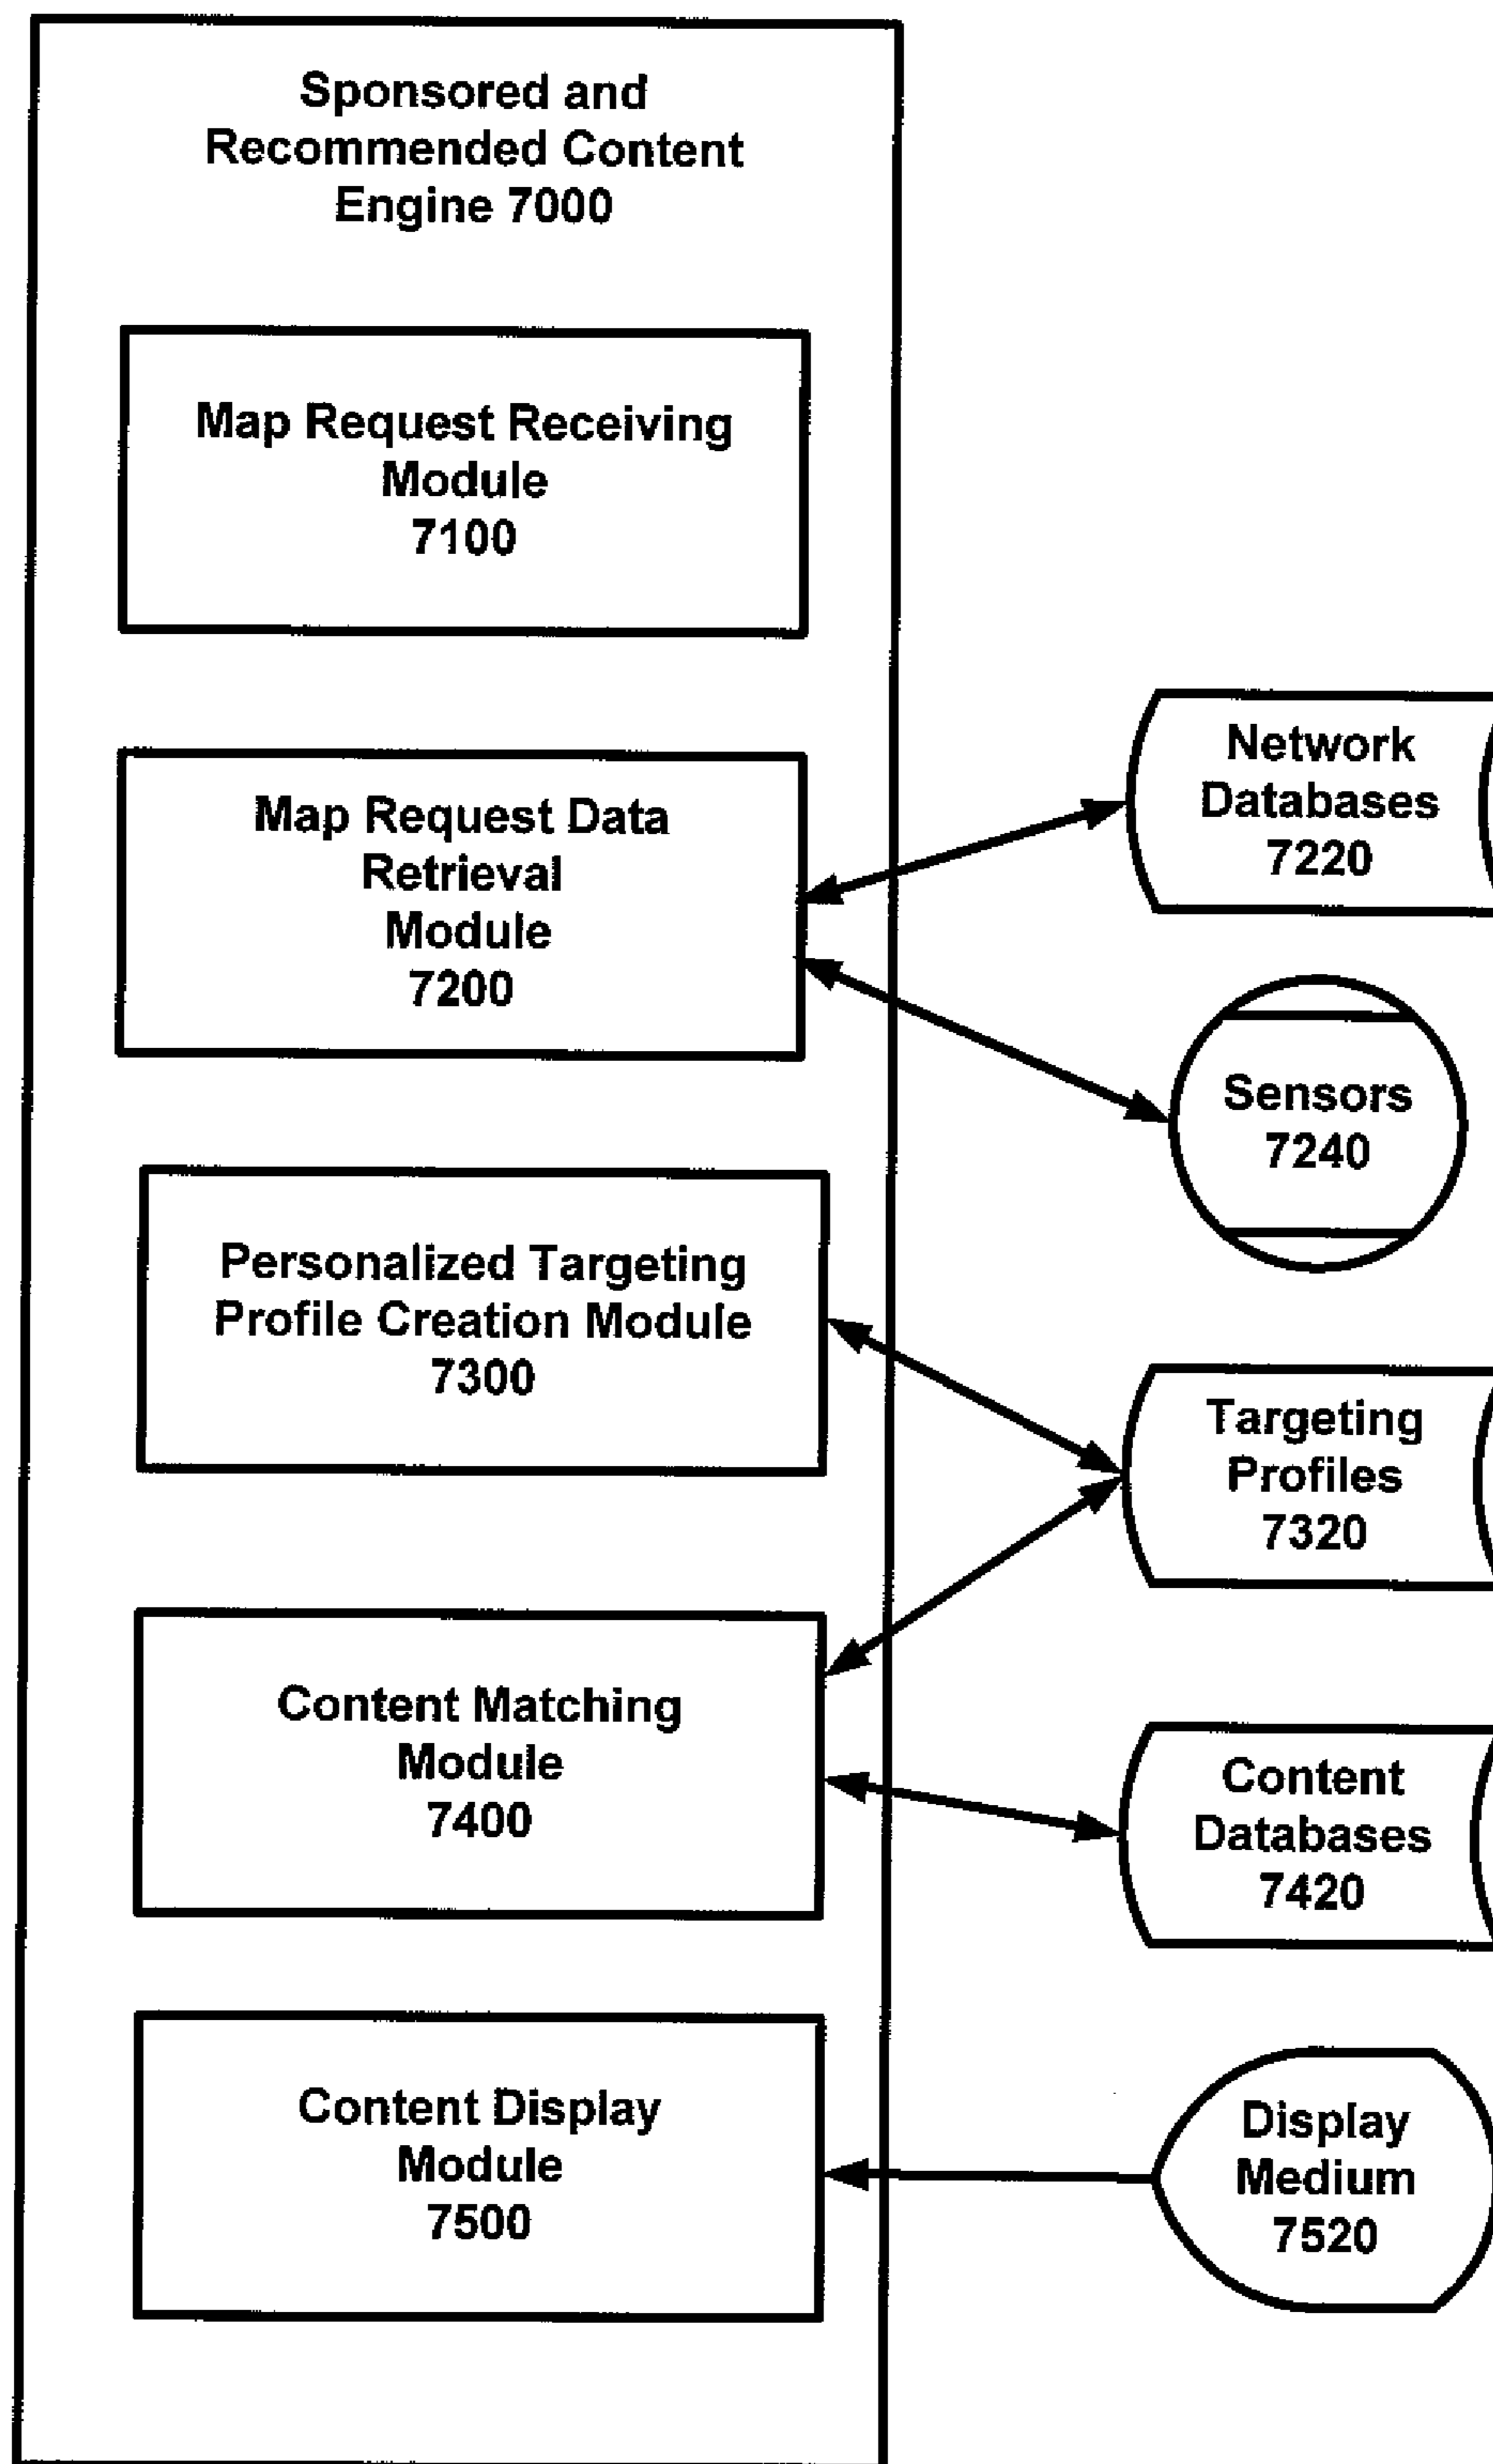 Sponsored and
Recommended Content
Engine 7000
Map Request Receiving
Module
7100
Map Request Data
Retrieval
Module
7200
Network
Databases
7220
Sensors
7240
Personalized Targeting
Profile Creation Module
7300
Targeting
Profiles
7320
Content Matching
Module
7400
Content
Databases
7420
Content Display
Module
7500
Display
Medium
7520